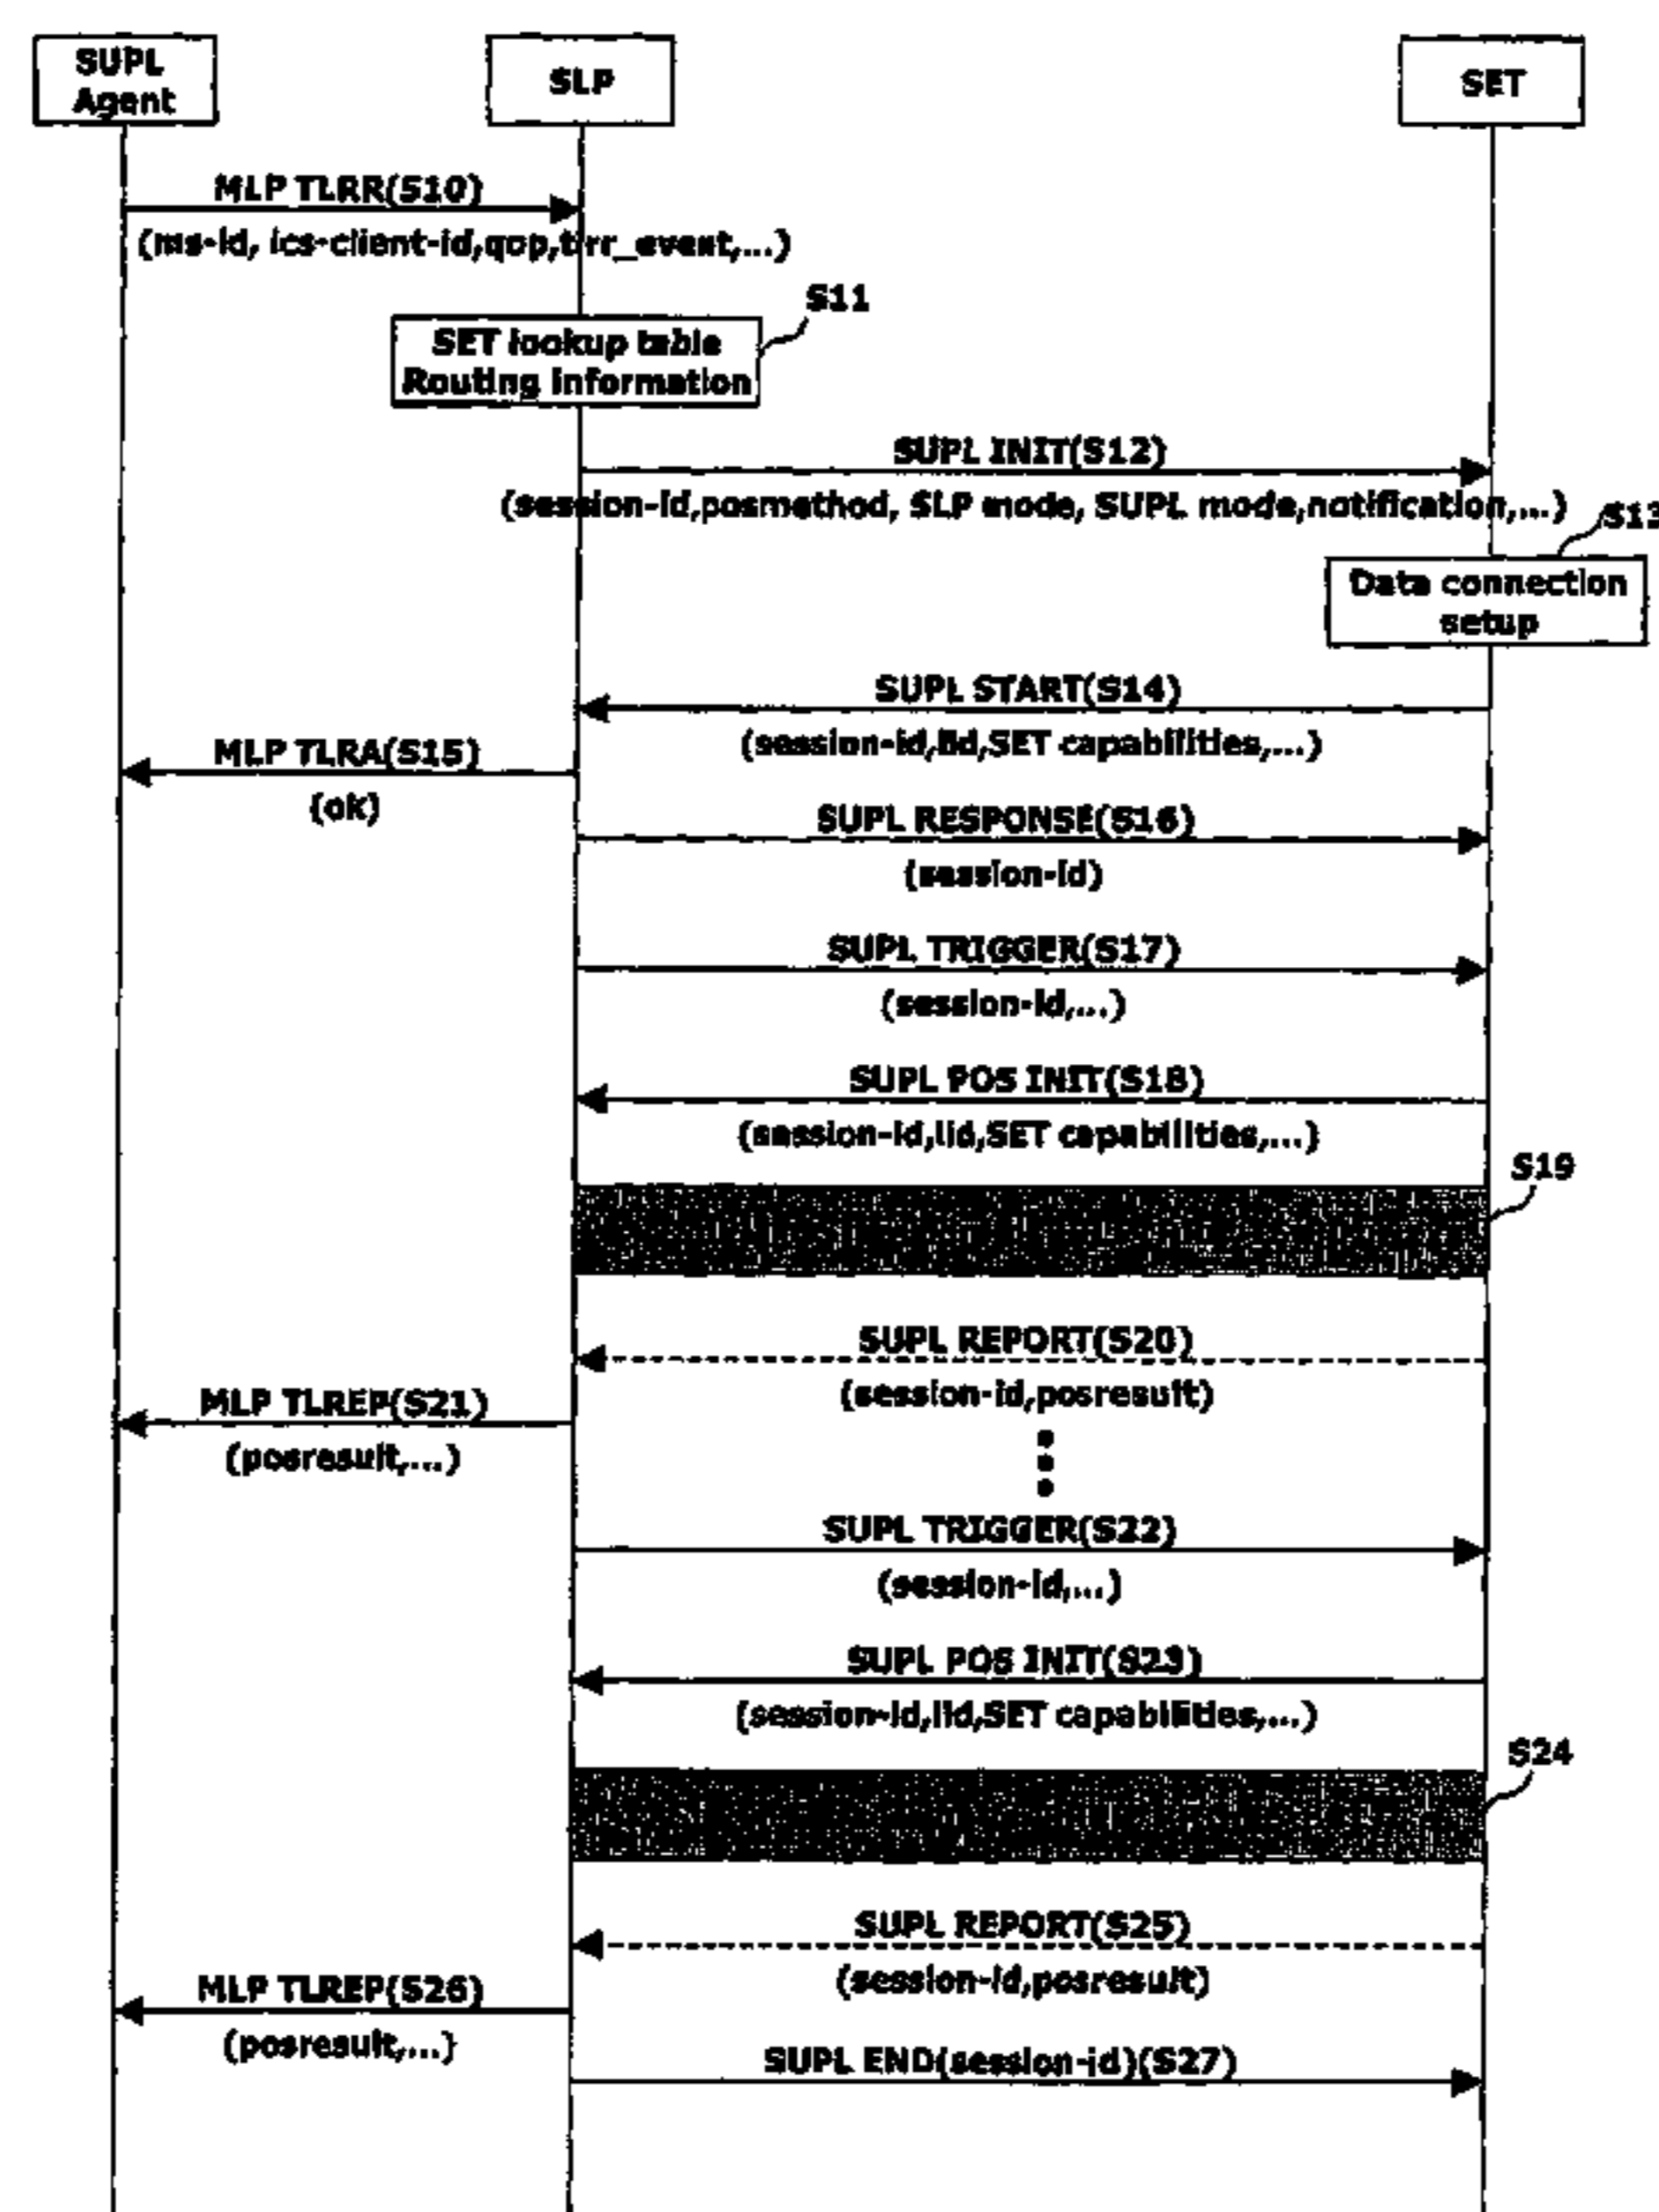 SUPL
Agent
SLP
SET
MLP TLRR(S10)
(ms-id, lcs-client-id,qop,tlrr_event,...)
S11
SET lookup table
Routing information
SUPL INIT(S12)
(session-id,posmethod, SLP mode, SUPL mode,notification,...)
S13
Data connection
setup
SUPL START(S14)
(session-id,lid,SET capabilities,...)
MLP TLRA(S15)
(ok)
SUPL RESPONSE(S16)
(session-id)
SUPL TRIGGER(S17)
(session-id,...)
SUPL POS INIT(S18)
(session-id,lid,SET capabilities,...)
S19
SUPL REPORT(S20)
(session-id,posresult)
MLP TLREP(S21)
(posresult,...)
SUPL TRIGGER(S22)
(session-id,...)
SUPL POS INIT(S23)
(session-id,lid,SET capabilities,...)
S24
SUPL REPORT(S25)
(session-id,posresult)
MLP TLREP(S26)
(posresult,...)
SUPL END(session-id)(S27)